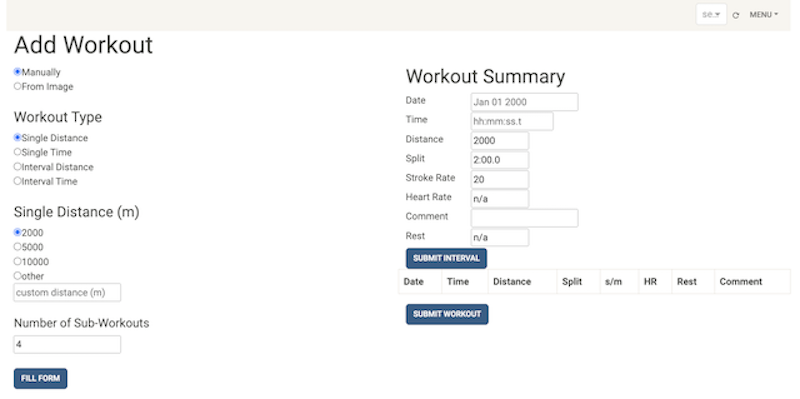 se..
MENU
Add Workout
Manually
From Image
Workout Type
Single Distance
Single Time
Interval Distance
Interval Time
Single Distance (m)
2000
5000
10000
other
custom distance (m)
Number of Sub-Workouts
4
FILL FORM
Workout Summary
Date Jan 01 2000
Time hh:mm:ss.t
Distance 2000
Split 2:00.0
Stroke Rate 20
Heart Rate n/a
Comment
Rest n/a
SUBMIT INTERVAL
Date Time Distance Split s/m HR Rest Comment
SUBMIT WORKOUT